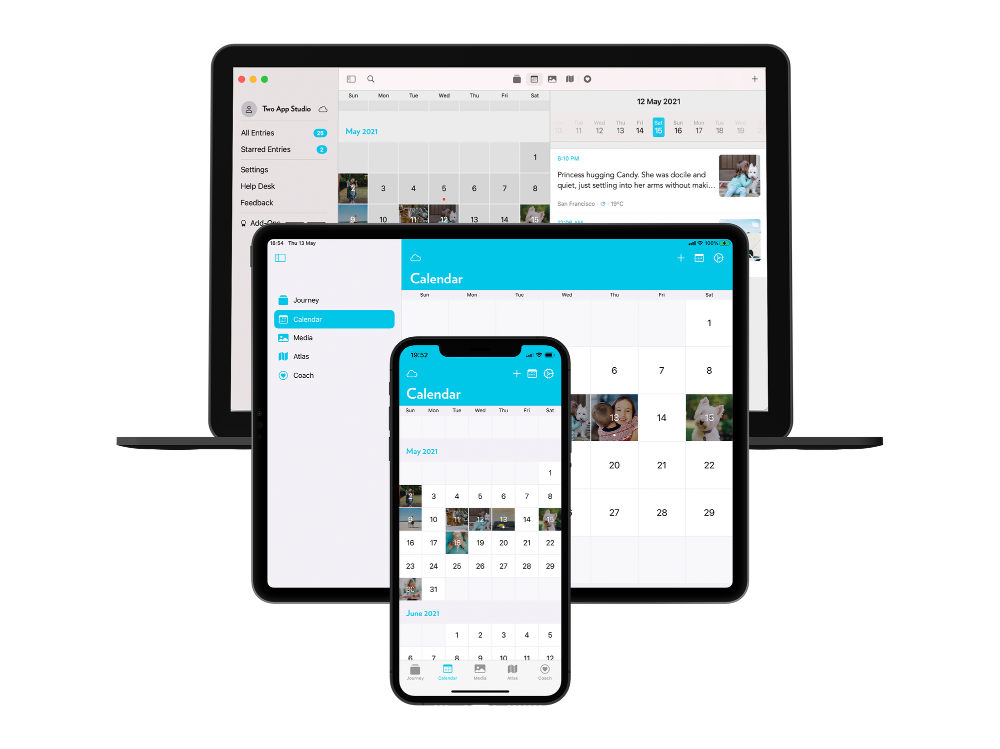 Sun Mon Tue Wed Thu Fri Sat
12 May 2021
Two App Studio
Mon Tue Wed Thu Fri Sat Sun Mon Tue Wed
10 11 12 13 14 15 16 17 18 19 20
All Entries 25
May 2021
Starred Entries 2
1
6:10 PM
Settings
Princess hugging Candy. She was docile and
quiet, just settling into her arms without maki...
Help Desk
2 3 4 5 6 7 8
Feedback
San Francisco · 19°C
9 10 11 12 13 14 15
Add-Ons
12:06 AM
18:54 Thu 13 May
100%
Calendar
Sun Mon Tue Wed Thu Fri Sat
Journey
Calendar
Media
Atlas
Coach
1
6 7 8
13 14 15
20 21 22
27 28 29
19:52
Calendar
Sun Mon Tue Wed Thu Fri Sat
May 2021
1
2 3 4 5 6 7 8
9 10 11 12 13 14 15
16 17 18 19 20 21 22
23 24 25 26 27 28 29
30 31
June 2021
1 2 3 4 5
6 7 8 9 10 11 12
Journey Calendar Media Atlas Coach